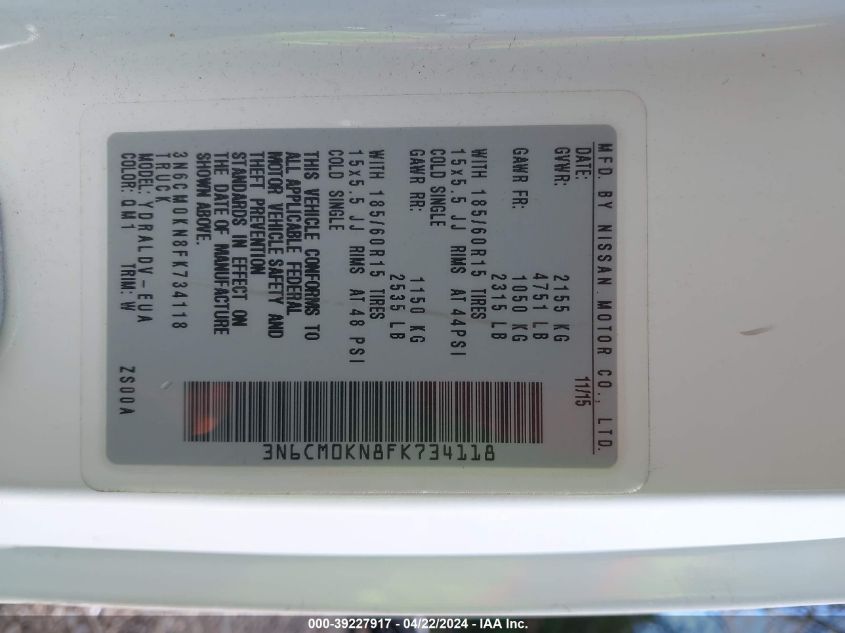 MFD. BY NISSAN MOTOR CO., LTD.
DATE: 11/15
GVWR: 2155 KG
4751 LB
GAWR FR: 1050 KG
2315 LB
WITH 185/60R15 TIRES
15x5.5 JJ RIMS AT 44PSI
COLD SINGLE
GAWR RR: 1150 KG
2535 LB
WITH 185/60R15 TIRES
15x5.5 JJ RIMS AT 48 PSI
COLD SINGLE
THIS VEHICLE CONFORMS TO
ALL APPLICABLE FEDERAL
MOTOR VEHICLE SAFETY AND
THEFT PREVENTION
STANDARDS IN EFFECT ON
THE DATE OF MANUFACTURE
SHOWN ABOVE.
3N6CM0KN8FK734118
TRUCK
MODEL: YDRALDV-EUA
COLOR: QM1 TRIM: W ZS00A
3N6CM0KN8FK734118
000-39227917 - 04/22/2024 - IAA Inc.